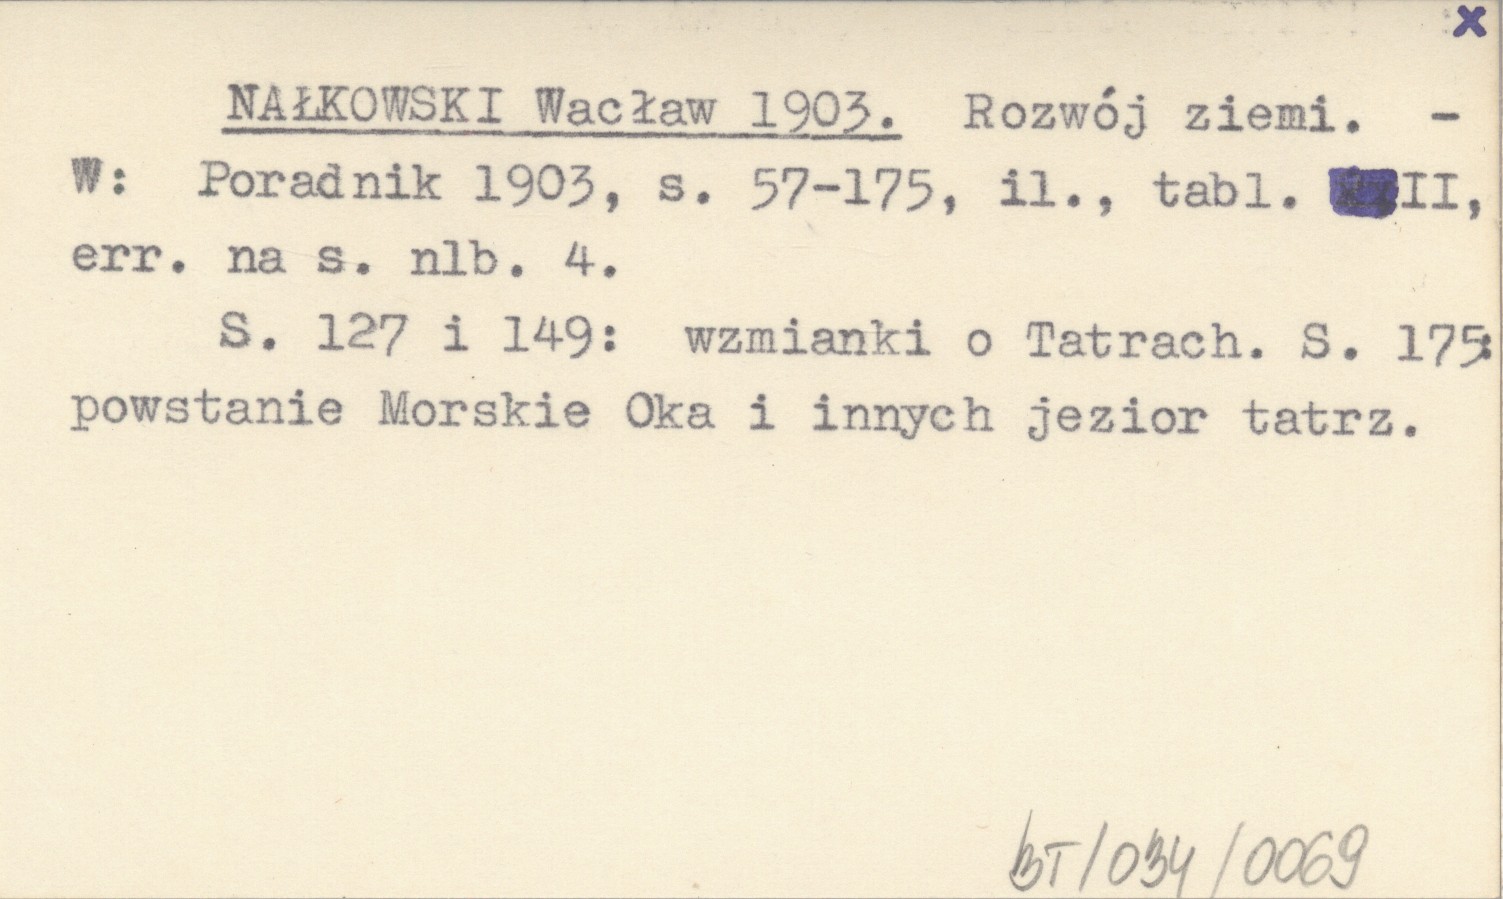 x
NAŁKOWSKI Wacław 1903. Rozwój ziemi. -
W: Poradnik 1903, s. 57-175, il., tabl. II,
err. na s. nlb. 4.
S. 127 i 149: wzmianki o Tatrach. S. 175:
powstanie Morskie Oka i innych jezior tatrz.
BT/034/0069